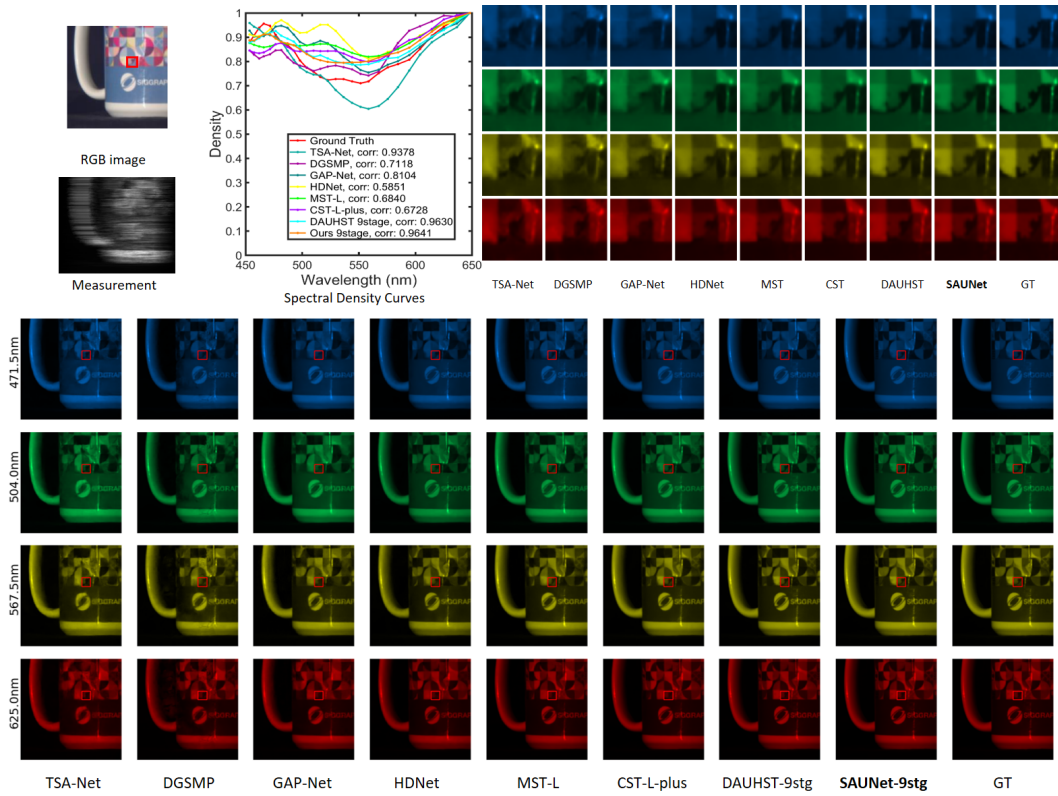 RGB image
Measurement
Density
1
0.9
0.8
0.7
0.6
0.5
0.4
0.3
0.2
0.1
0
Density
Ground Truth
TSA-Net, corr: 0.9378
DGSMP, corr: 0.7118
GAP-Net, corr: 0.8104
HDNet, corr: 0.5851
MST-L, corr: 0.6840
CST-L-plus, corr: 0.6728
DAUHST 9stage, corr: 0.9630
Ours 9stage, corr: 0.9641
450 500 550 600 650
Wavelength (nm)
Spectral Density Curves
TSA-Net DGSMP GAP-Net HDNet MST CST DAUHST SAUNet GT
471.5nm
504.0nm
567.5nm
625.0nm
TSA-Net DGSMP GAP-Net HDNet MST-L CST-L-plus DAUHST-9stg SAUNet-9stg GT